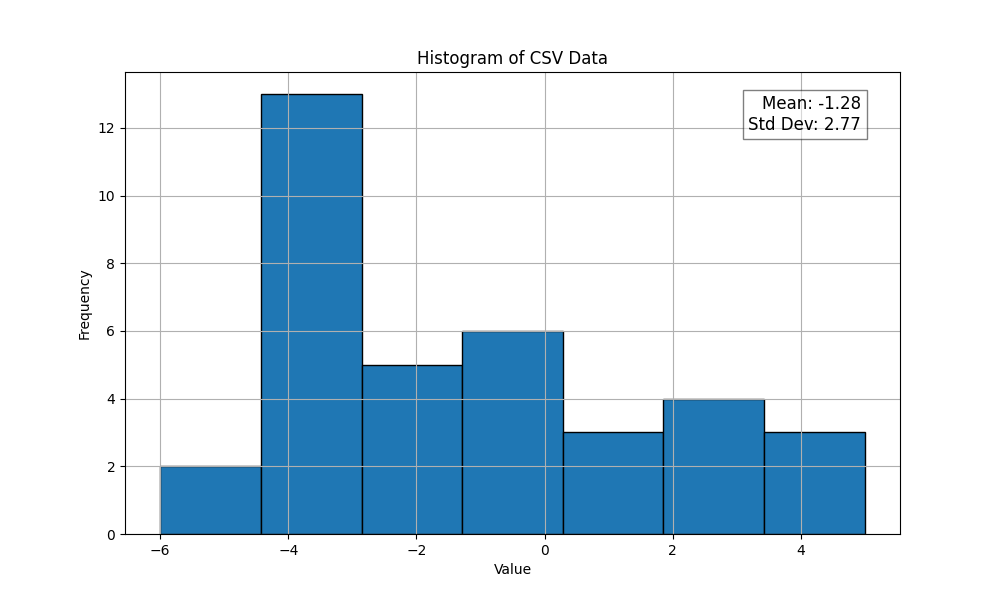 Histogram of CSV Data
Mean: -1.28
Std Dev: 2.77
12
10
8
6
4
2
0
Frequency
−6 −4 −2 0 2 4
Value